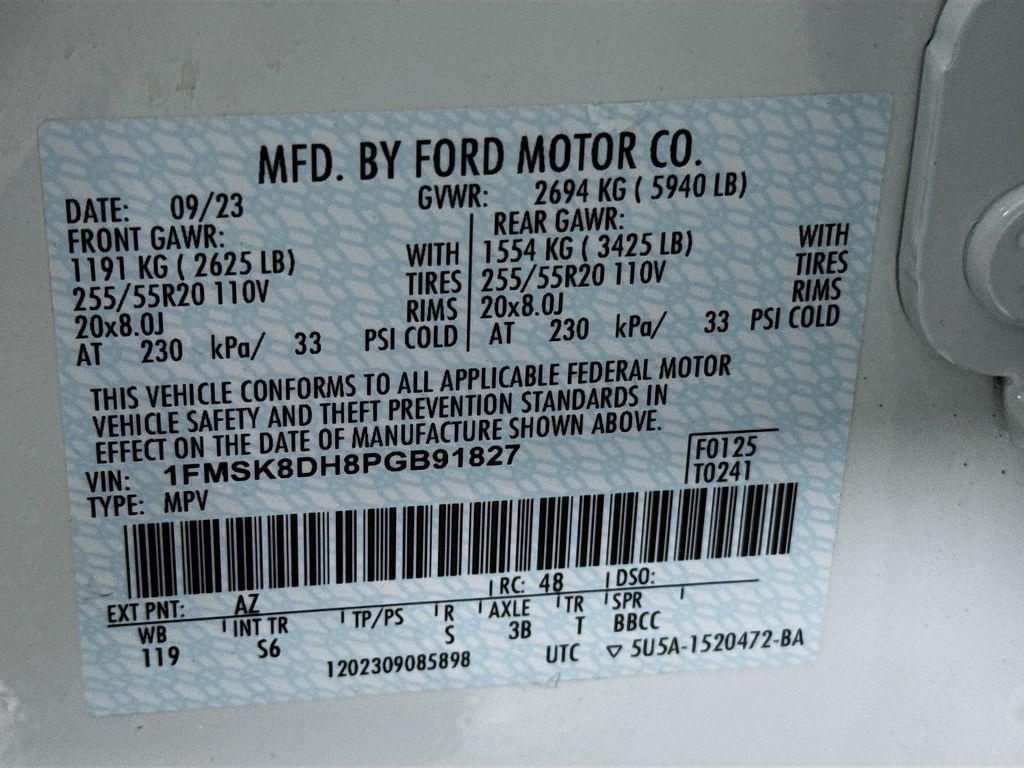 MFD. BY FORD MOTOR CO.
DATE: 09/23 GVWR: 2694 KG ( 5940 LB)
FRONT GAWR: REAR GAWR:
1191 KG ( 2625 LB) WITH 1554 KG ( 3425 LB) WITH
255/55R20 110V TIRES 255/55R20 110V TIRES
20x8.0J RIMS 20x8.0J RIMS
AT 230 kPa/ 33 PSI COLD AT 230 kPa/ 33 PSI COLD
THIS VEHICLE CONFORMS TO ALL APPLICABLE FEDERAL MOTOR
VEHICLE SAFETY AND THEFT PREVENTION STANDARDS IN
EFFECT ON THE DATE OF MANUFACTURE SHOWN ABOVE.
VIN: 1FMSK8DH8PGB91827 F0125
TYPE: MPV T0241
EXT PNT: AZ RC: 48 DSO:
WB INT TR TP/PS R AXLE TR SPR
119 S6 S 3B T BBCC
1202309085898 UTC ▽ 5U5A-1520472-BA